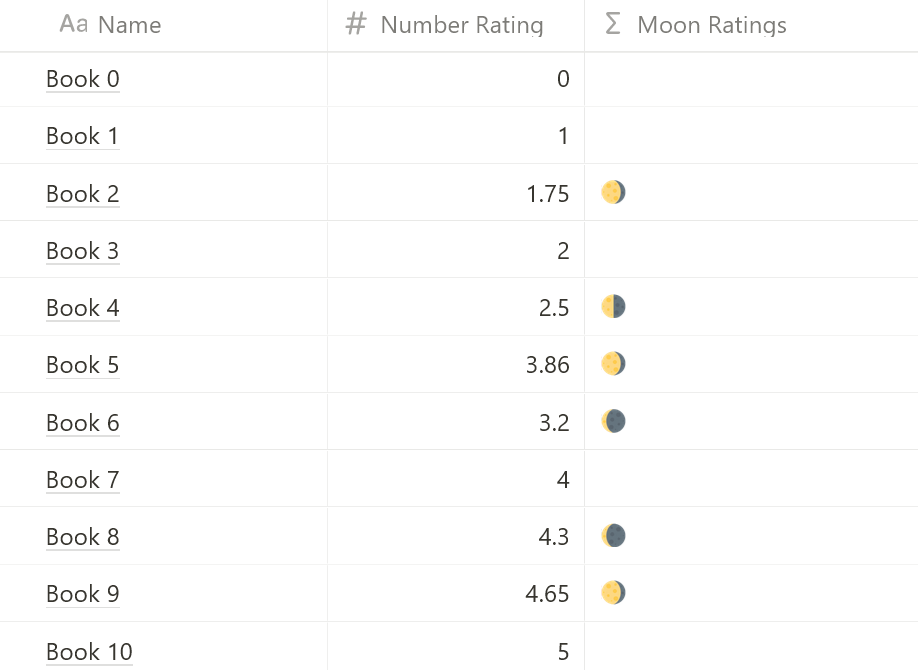 Aa Name # Number Rating Σ Moon Ratings
Book 0 0
Book 1 1
Book 2 1.75 🌖
Book 3 2
Book 4 2.5 🌗
Book 5 3.86 🌖
Book 6 3.2 🌘
Book 7 4
Book 8 4.3 🌘
Book 9 4.65 🌖
Book 10 5